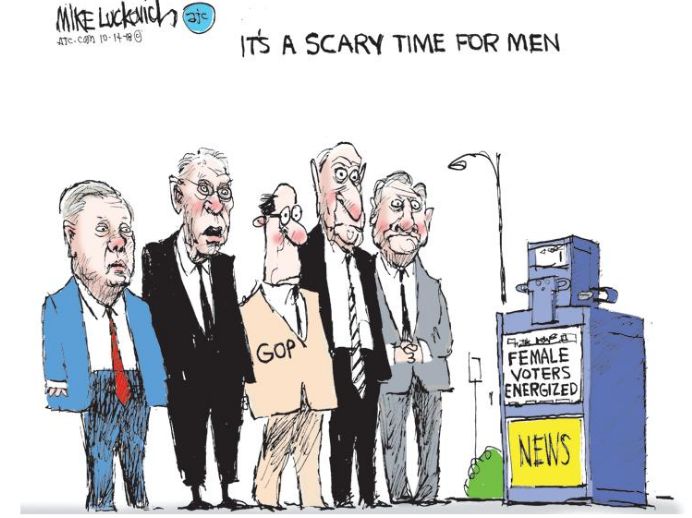 MIKE Luckovich ajc
AJC.com 10-14-18 ©
IT'S A SCARY TIME FOR MEN
GOP
FEMALE
VOTERS
ENERGIZED
NEWS